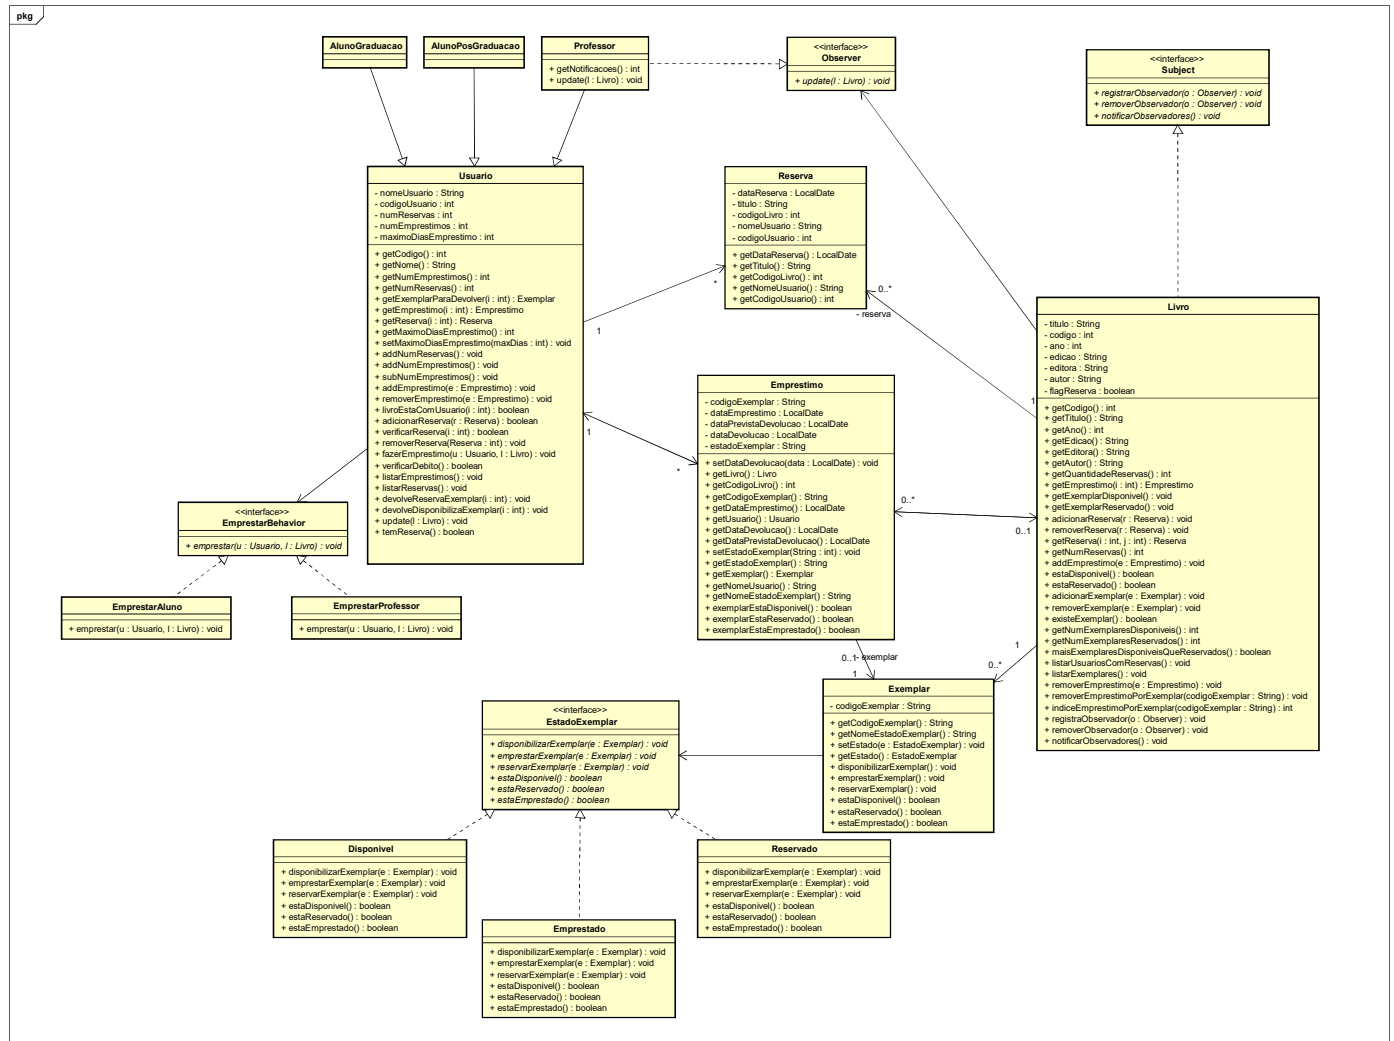 pkg
AlunoGraduacao
AlunoPosGraduacao
Professor
+ getNotificacoes() : int
+ update(l : Livro) : void
<<interface>>
Observer
+ update(l : Livro) : void
<<interface>>
Subject
+ registrarObservador(o : Observer) : void
+ removerObservador(o : Observer) : void
+ notificarObservadores() : void
Usuario
- nomeUsuario : String
- codigoUsuario : int
- numReservas : int
- numEmprestimos : int
- maximoDiasEmprestimo : int
+ getCodigo() : int
+ getNome() : String
+ getNumEmprestimos() : int
+ getNumReservas() : int
+ getExemplarParaDevolver(i : int) : Exemplar
+ getEmprestimo(i : int) : Emprestimo
+ getReserva(i : int) : Reserva
+ getMaximoDiasEmprestimo() : int
+ setMaximoDiasEmprestimo(maxDias : int) : void
+ addNumReservas() : void
+ addNumEmprestimos() : void
+ subNumEmprestimos() : void
+ addEmprestimo(e : Emprestimo) : void
+ removerEmprestimo(e : Emprestimo) : void
+ livroEstaComUsuario(i : int) : boolean
+ adicionarReserva(r : Reserva) : boolean
+ verificarReserva(i : int) : boolean
+ removerReserva(Reserva : int) : void
+ fazerEmprestimo(u : Usuario, l : Livro) : void
+ verificarDebito() : boolean
+ listarEmprestimos() : void
+ listarReservas() : void
+ devolveReservaExemplar(i : int) : void
+ devolveDisponibilizaExemplar(i : int) : void
+ update(l : Livro) : void
+ temReserva() : boolean
Reserva
- dataReserva : LocalDate
- titulo : String
- codigoLivro : int
- nomeUsuario : String
- codigoUsuario : int
+ getDataReserva() : LocalDate
+ getTitulo() : String
+ getCodigoLivro() : int
+ getNomeUsuario() : String
+ getCodigoUsuario() : int
*
1
0..*
- reserva
1
Livro
- titulo : String
- codigo : int
- ano : int
- edicao : String
- editora : String
- autor : String
- flagReserva : boolean
+ getCodigo() : int
+ getTitulo() : String
+ getAno() : int
+ getEdicao() : String
+ getEditora() : String
+ getAutor() : String
+ getQuantidadeReservas() : int
+ getEmprestimo(i : int) : Emprestimo
+ getExemplarDisponivel() : void
+ getExemplarReservado() : void
+ adicionarReserva(r : Reserva) : void
+ removerReserva(r : Reserva) : void
+ getReserva(i : int, j : int) : Reserva
+ getNumReservas() : int
+ addEmprestimo(e : Emprestimo) : void
+ estaDisponivel() : boolean
+ estaReservado() : boolean
+ adicionarExemplar(e : Exemplar) : void
+ removerExemplar(e : Exemplar) : void
+ existeExemplar() : boolean
+ getNumExemplaresDisponiveis() : int
+ getNumExemplaresReservados() : int
+ maisExemplaresDisponiveisQueReservados() : boolean
+ listarUsuariosComReservas() : void
+ listarExemplares() : void
+ removerEmprestimo(e : Emprestimo) : void
+ removerEmprestimoPorExemplar(codigoExemplar : String) : void
+ indiceEmprestimoPorExemplar(codigoExemplar : String) : int
+ registraObservador(o : Observer) : void
+ removerObservador(o : Observer) : void
+ notificarObservadores() : void
Emprestimo
- codigoExemplar : String
- dataEmprestimo : LocalDate
- dataPrevistaDevolucao : LocalDate
- dataDevolucao : LocalDate
- estadoExemplar : String
+ setDataDevolucao(data : LocalDate) : void
+ getLivro() : Livro
+ getCodigoLivro() : int
+ getCodigoExemplar() : String
+ getDataEmprestimo() : LocalDate
+ getUsuario() : Usuario
+ getDataDevolucao() : LocalDate
+ getDataPrevistaDevolucao() : LocalDate
+ setEstadoExemplar(String : int) : void
+ getEstadoExemplar() : String
+ getExemplar() : Exemplar
+ getNomeUsuario() : String
+ getNomeEstadoExemplar() : String
+ exemplarEstaDisponivel() : boolean
+ exemplarEstaReservado() : boolean
+ exemplarEstaEmprestado() : boolean
1
*
0..*
0..1
<<interface>>
EmprestarBehavior
+ emprestar(u : Usuario, l : Livro) : void
EmprestarAluno
+ emprestar(u : Usuario, l : Livro) : void
EmprestarProfessor
+ emprestar(u : Usuario, l : Livro) : void
0..1
- exemplar
1
1
0..*
Exemplar
- codigoExemplar : String
+ getCodigoExemplar() : String
+ getNomeEstadoExemplar() : String
+ setEstado(e : EstadoExemplar) : void
+ getEstado() : EstadoExemplar
+ disponibilizarExemplar() : void
+ emprestarExemplar() : void
+ reservarExemplar() : void
+ estaDisponivel() : boolean
+ estaReservado() : boolean
+ estaEmprestado() : boolean
<<interface>>
EstadoExemplar
+ disponibilizarExemplar(e : Exemplar) : void
+ emprestarExemplar(e : Exemplar) : void
+ reservarExemplar(e : Exemplar) : void
+ estaDisponivel() : boolean
+ estaReservado() : boolean
+ estaEmprestado() : boolean
Disponivel
+ disponibilizarExemplar(e : Exemplar) : void
+ emprestarExemplar(e : Exemplar) : void
+ reservarExemplar(e : Exemplar) : void
+ estaDisponivel() : boolean
+ estaReservado() : boolean
+ estaEmprestado() : boolean
Reservado
+ disponibilizarExemplar(e : Exemplar) : void
+ emprestarExemplar(e : Exemplar) : void
+ reservarExemplar(e : Exemplar) : void
+ estaDisponivel() : boolean
+ estaReservado() : boolean
+ estaEmprestado() : boolean
Emprestado
+ disponibilizarExemplar(e : Exemplar) : void
+ emprestarExemplar(e : Exemplar) : void
+ reservarExemplar(e : Exemplar) : void
+ estaDisponivel() : boolean
+ estaReservado() : boolean
+ estaEmprestado() : boolean